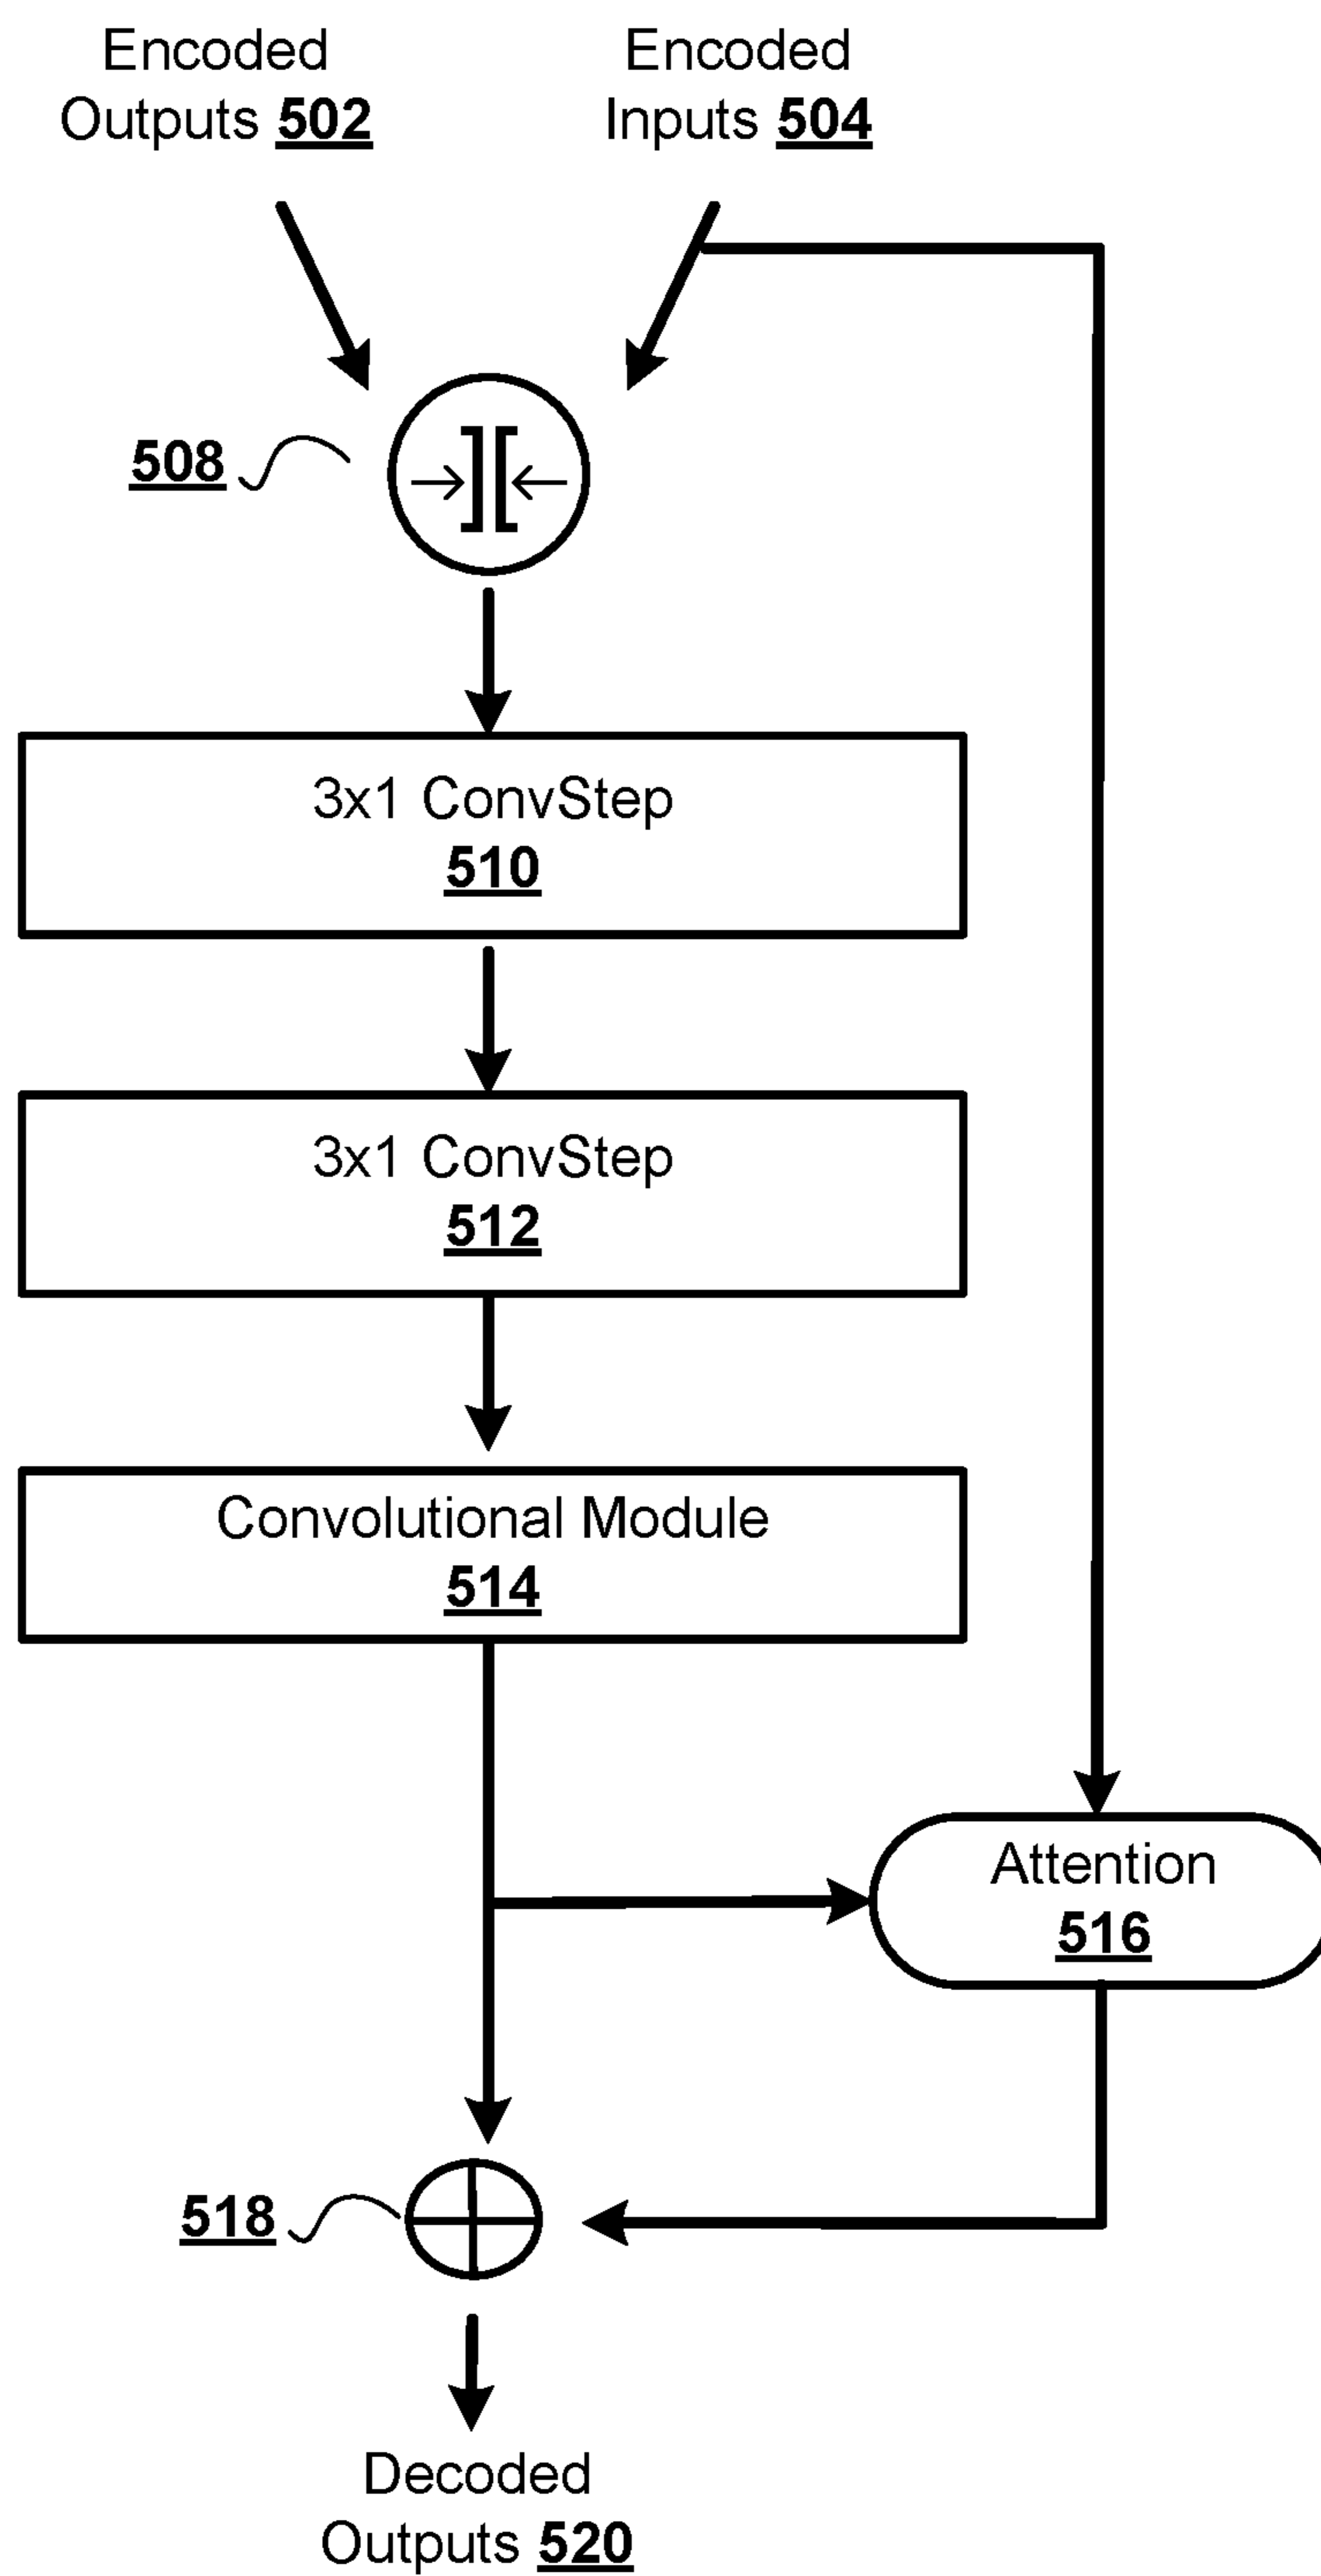 Encoded
Outputs 502
Encoded
Inputs 504
508
3x1 ConvStep
510
3x1 ConvStep
512
Convolutional Module
514
Attention
516
518
Decoded
Outputs 520